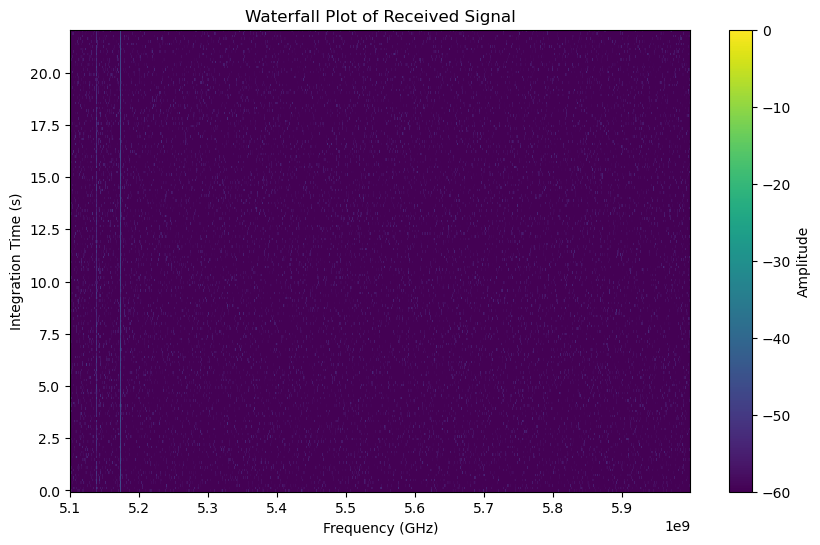 Waterfall Plot of Received Signal
Integration Time (s)
20.0
17.5
15.0
12.5
10.0
7.5
5.0
2.5
0.0
5.1 5.2 5.3 5.4 5.5 5.6 5.7 5.8 5.9
1e9
Frequency (GHz)
0
−10
−20
−30
−40
−50
−60
Amplitude